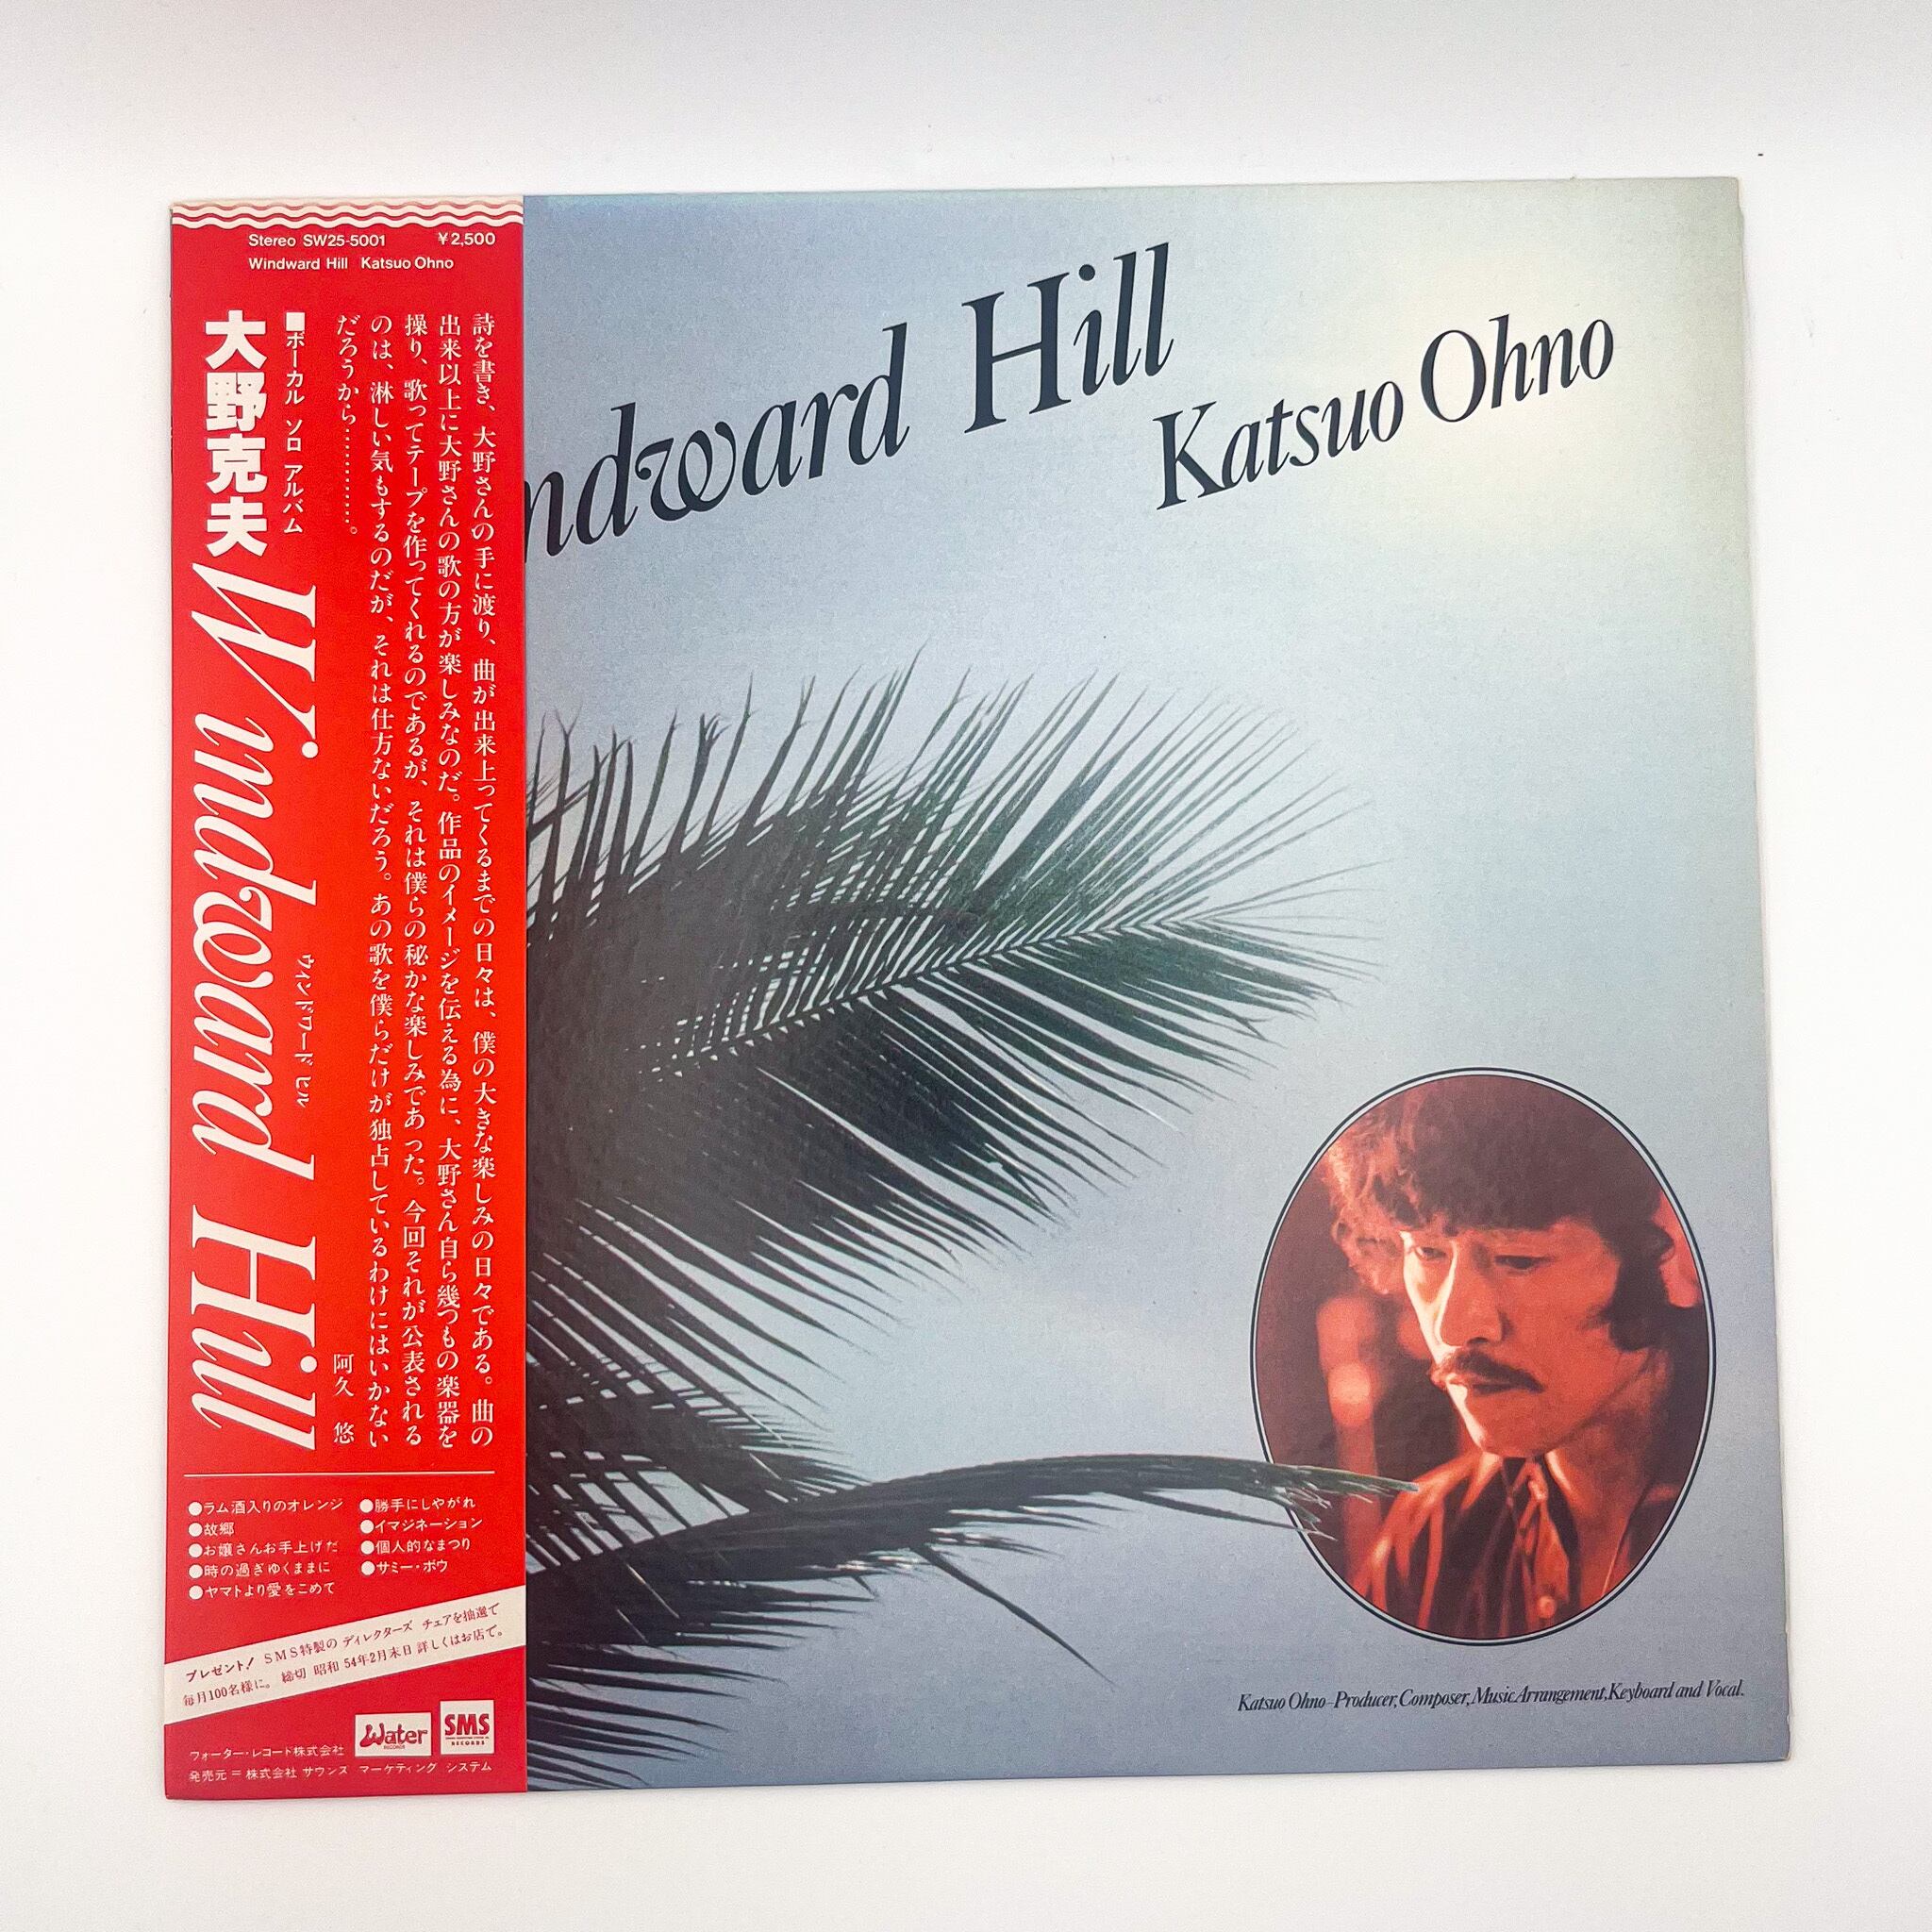 Stereo SW25-5001 ¥2,500
Windward Hill Katsuo Ohno
詩を書き、大野さんの手に渡り、曲が出来上ってくるまでの日々は、僕の大きな楽しみの日々である。曲の
出来以上に大野さんの歌の方が楽しみなのだ。作品のイメージを伝える為に、大野さん自ら幾つもの楽器を
操り、歌ってテープを作ってくれるのであるが、それは僕らの秘かな楽しみであった。今回それが公表される
のは、淋しい気もするのだが、それは仕方ないだろう。あの歌を僕らだけが独占しているわけにはいかない
だろうから…………。
阿久 悠
■ボーカル ソロ アルバム
大野克夫 Windward Hill
ウィンドワード ヒル
●ラム酒入りのオレンジ
●故郷
●お嬢さんお手上げだ
●時の過ぎゆくままに
●ヤマトより愛をこめて
●勝手にしやがれ
●イマジネーション
●個人的なまつり
●サミー・ボウ
プレゼント! SMS特製の ディレクターズ チェアを抽選で
毎月100名様に。 締切 昭和 54年2月末日 詳しくはお店で。
Water
RECORDS
SMS
RECORDS
ウォーター・レコード株式会社
発売元=株式会社 サウンズ マーケティング システム
ndward Hill
Katsuo Ohno
Katsuo Ohno-Producer, Composer, Music Arrangement, Keyboard and Vocal.